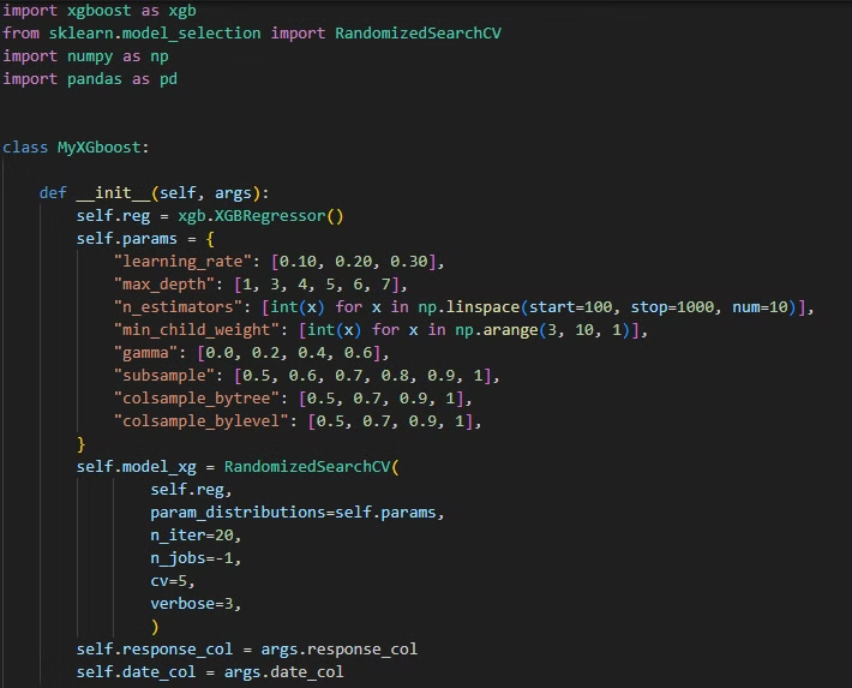 import xgboost as xgb
from sklearn.model_selection import RandomizedSearchCV
import numpy as np
import pandas as pd
class MyXGboost:
def __init__(self, args):
self.reg = xgb.XGBRegressor()
self.params = {
"learning_rate": [0.10, 0.20, 0.30],
"max_depth": [1, 3, 4, 5, 6, 7],
"n_estimators": [int(x) for x in np.linspace(start=100, stop=1000, num=10)],
"min_child_weight": [int(x) for x in np.arange(3, 10, 1)],
"gamma": [0.0, 0.2, 0.4, 0.6],
"subsample": [0.5, 0.6, 0.7, 0.8, 0.9, 1],
"colsample_bytree": [0.5, 0.7, 0.9, 1],
"colsample_bylevel": [0.5, 0.7, 0.9, 1],
}
self.model_xg = RandomizedSearchCV(
self.reg,
param_distributions=self.params,
n_iter=20,
n_jobs=-1,
cv=5,
verbose=3,
)
self.response_col = args.response_col
self.date_col = args.date_col